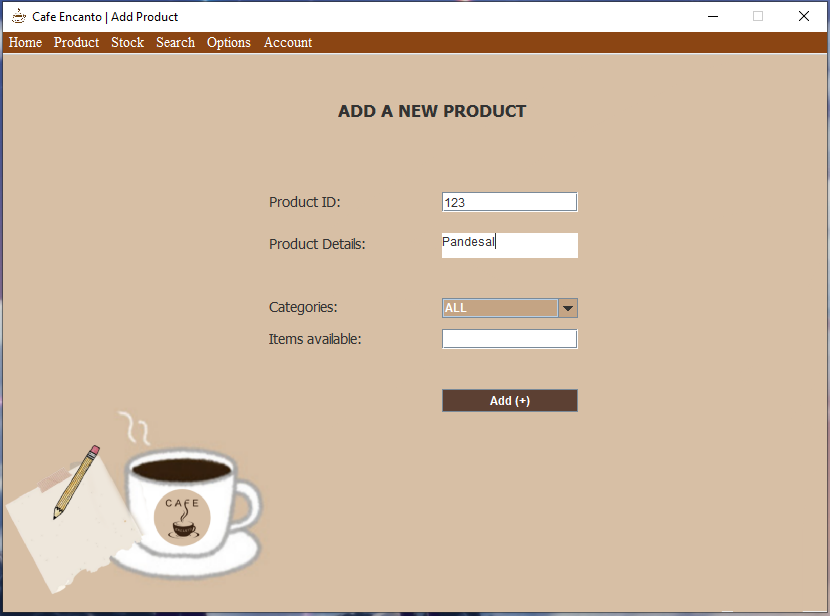 Cafe Encanto | Add Product
Home Product Stock Search Options Account
ADD A NEW PRODUCT
Product ID: 123
Product Details: Pandesal
Categories: ALL
Items available:
Add (+)
CAFE